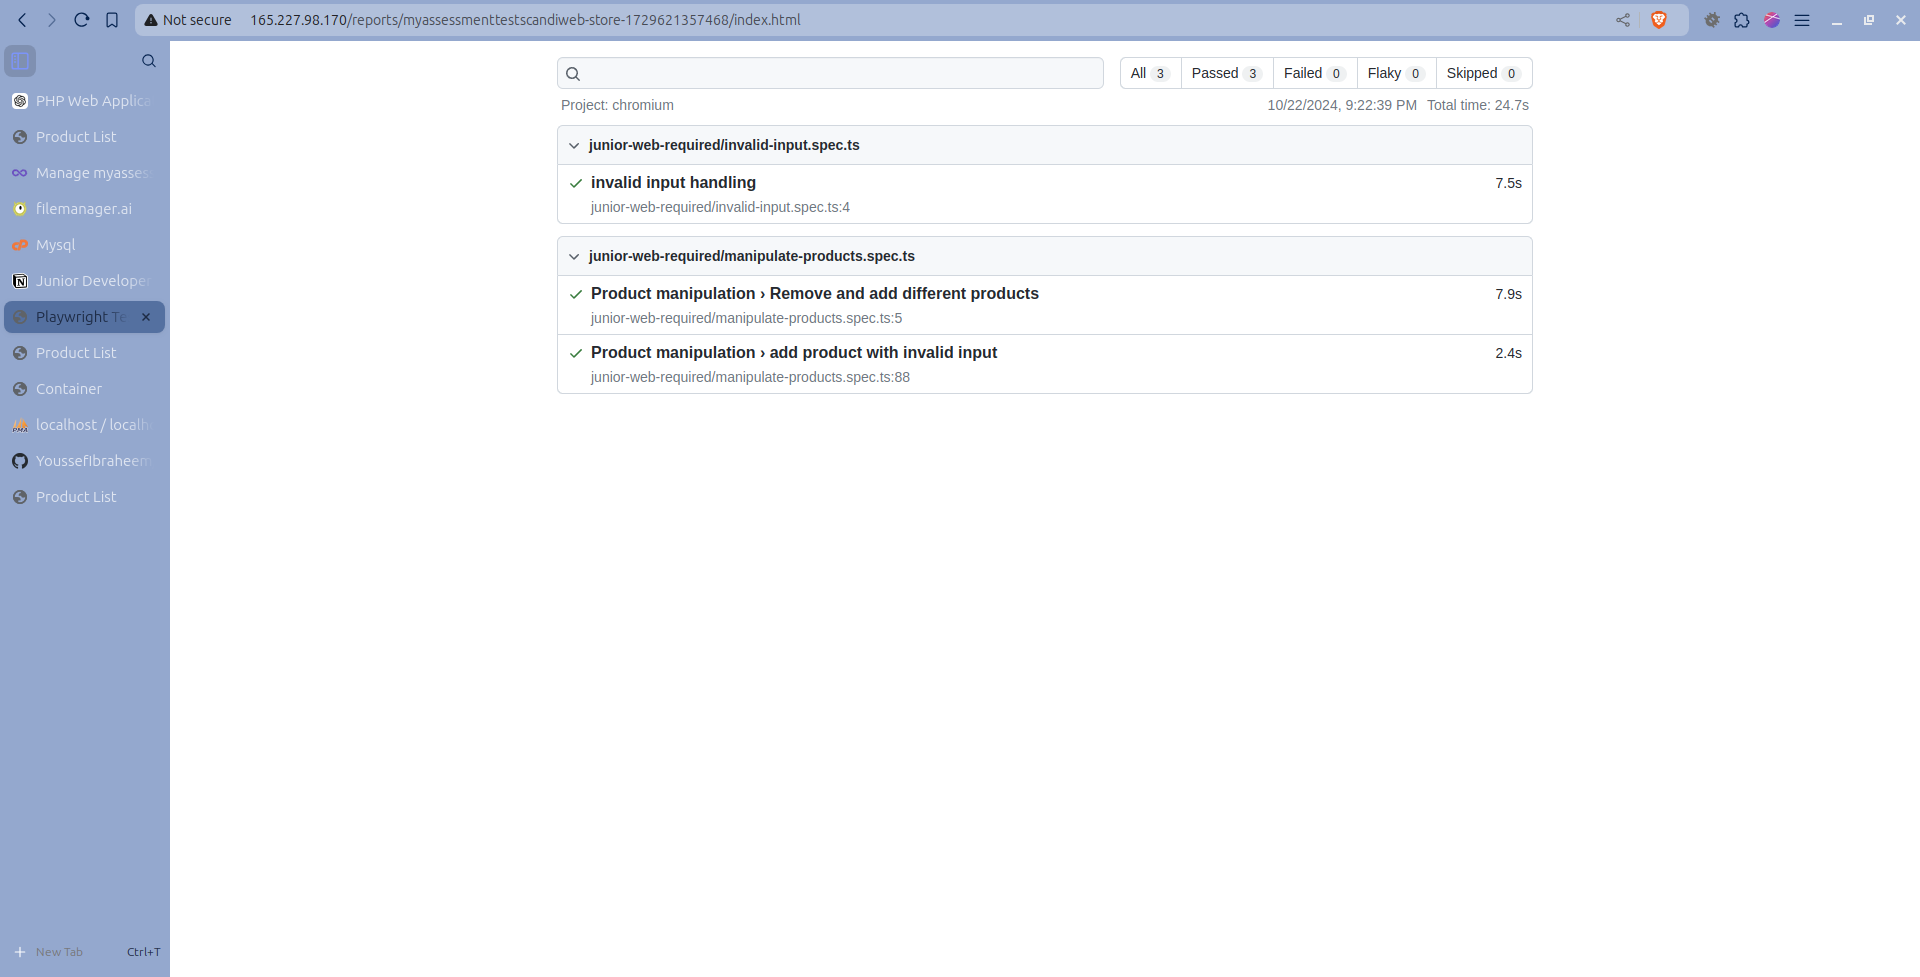 Not secure 165.227.98.170/reports/myassessmenttestscandiweb-store-1729621357468/index.html
PHP Web Applica
Product List
Manage myasses
filemanager.ai
Mysql
Junior Developer
Playwright Te
Product List
Container
localhost / localh
YoussefIbraheem
Product List
New Tab Ctrl+T
All 3 Passed 3 Failed 0 Flaky 0 Skipped 0
Project: chromium 10/22/2024, 9:22:39 PM Total time: 24.7s
junior-web-required/invalid-input.spec.ts
invalid input handling 7.5s
junior-web-required/invalid-input.spec.ts:4
junior-web-required/manipulate-products.spec.ts
Product manipulation › Remove and add different products 7.9s
junior-web-required/manipulate-products.spec.ts:5
Product manipulation › add product with invalid input 2.4s
junior-web-required/manipulate-products.spec.ts:88